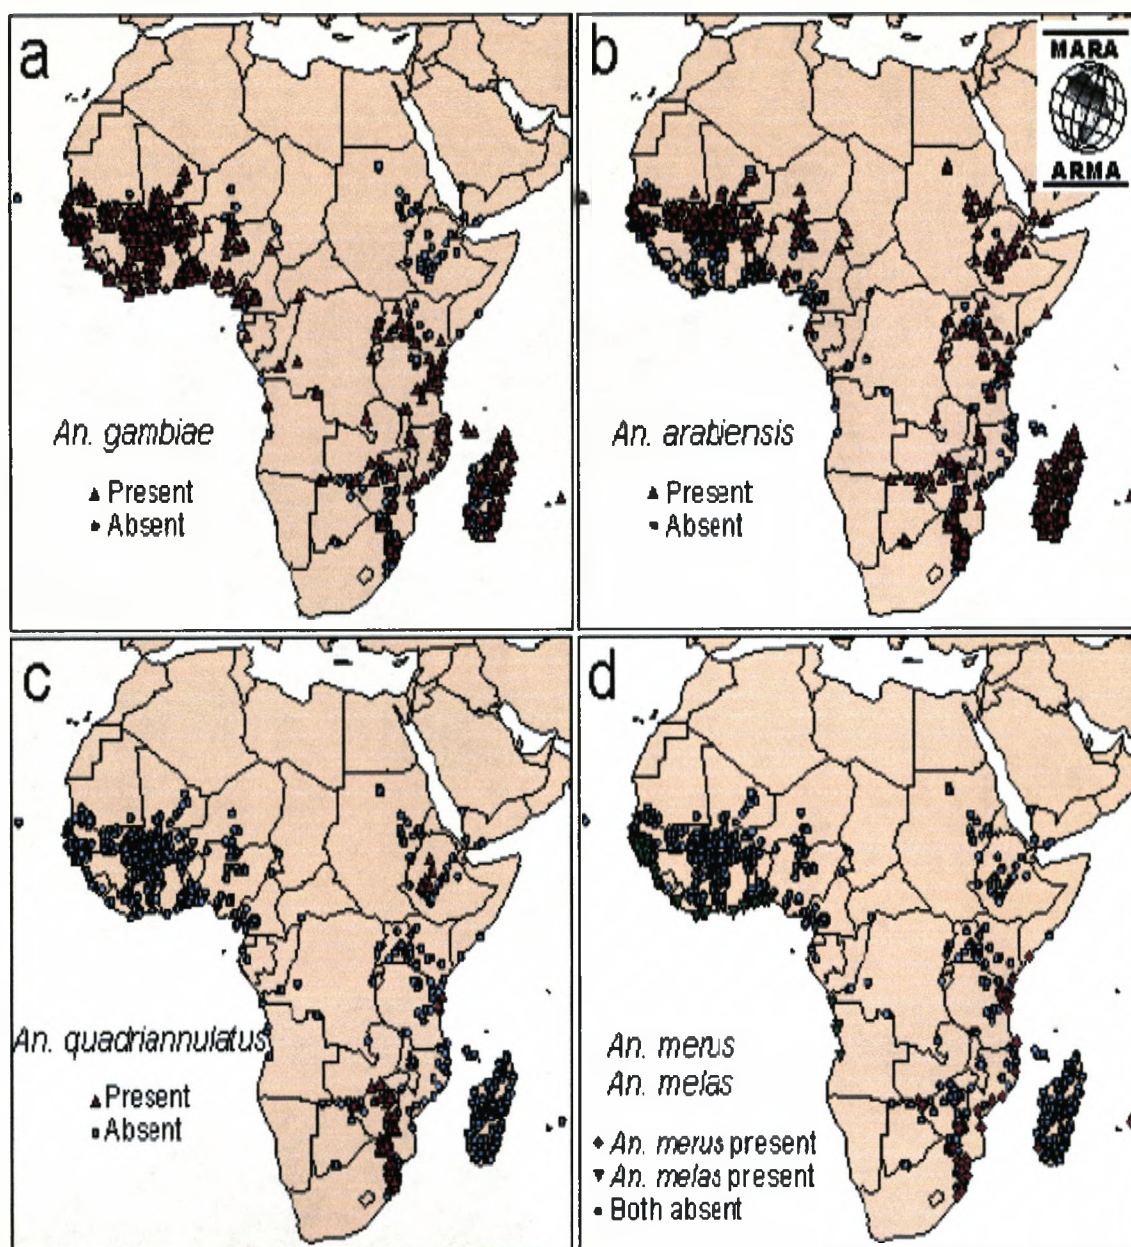 a
An. gambiae
▲ Present
• Absent
b
MARA
ARMA
An. arabiensis
▲ Present
• Absent
c
An. quadriannulatus
▲ Present
▫ Absent
d
An. merus
An. melas
♦ An. merus present
▼ An. melas present
• Both absent